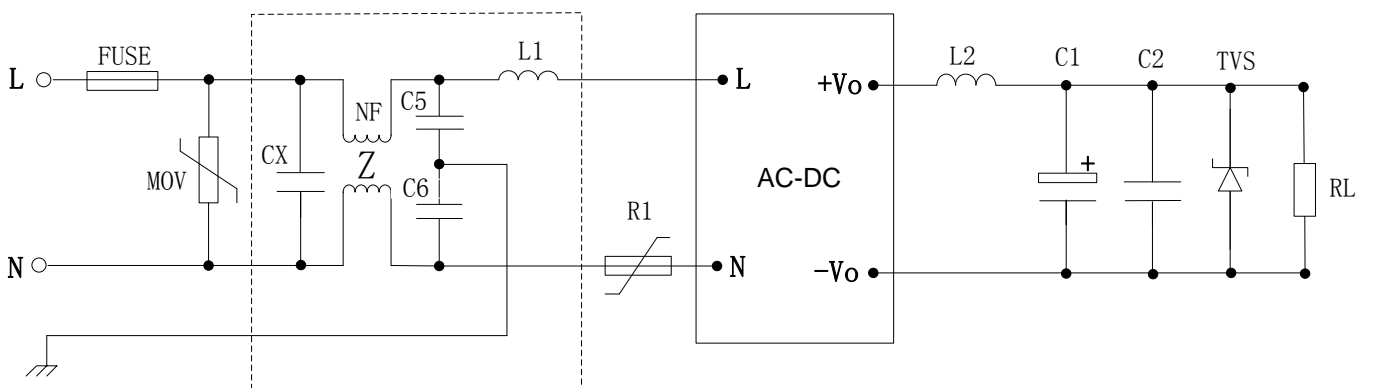 FUSE
L
MOV
CX
NF
Z
C5
C6
L1
N
R1
L
N
AC-DC
+Vo
-Vo
L2
C1
+
C2
TVS
RL